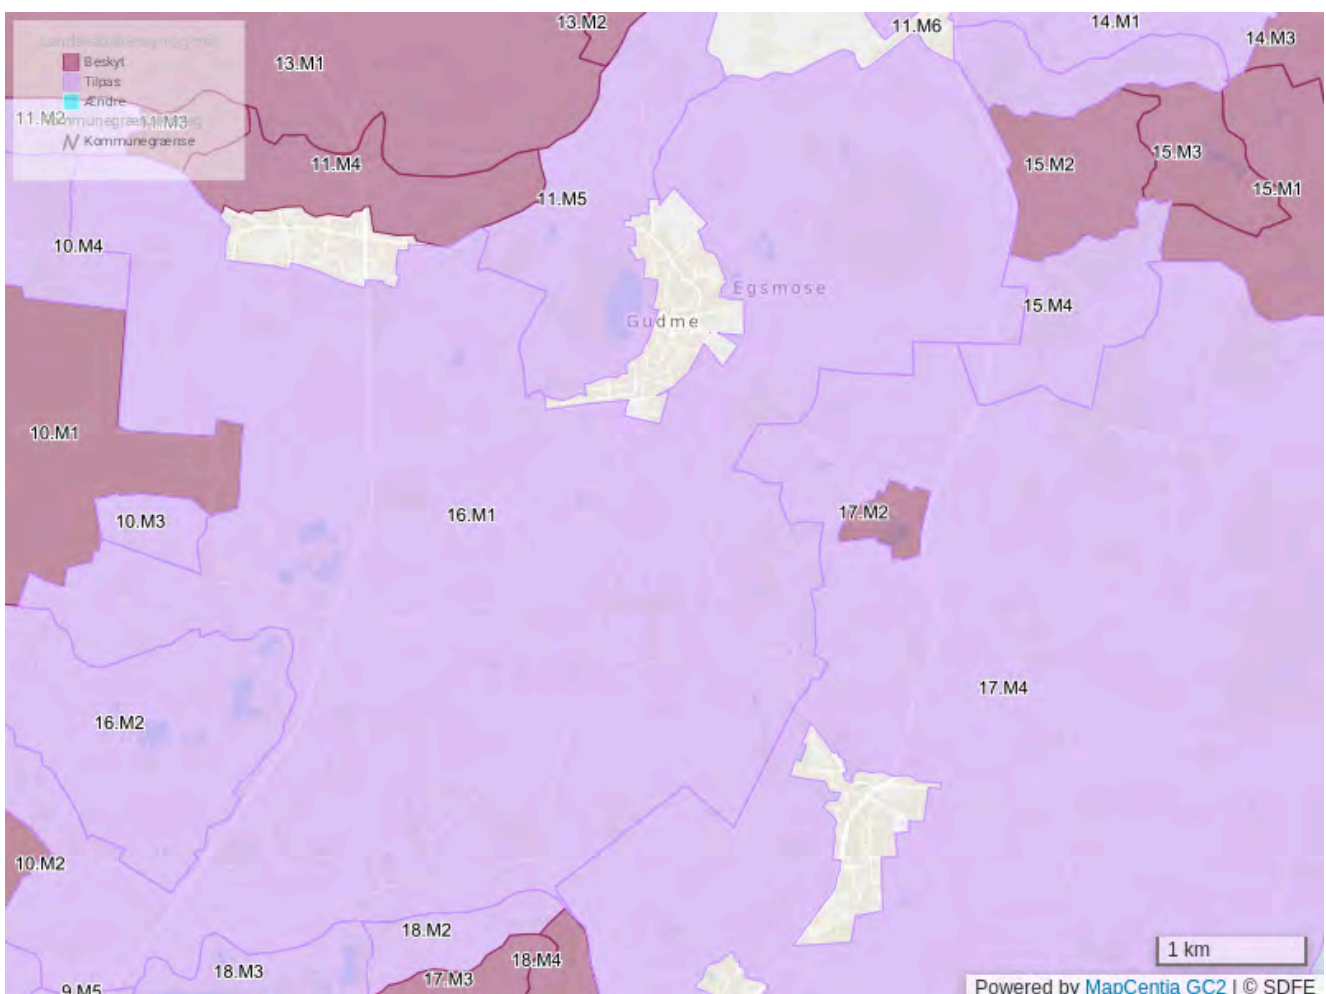 13.M2
11.M6
14.M1
14.M3
13.M1
Beskyt
Tilpas
Ændre
11.M2
11.M3
Kommunegrænse
11.M4
15.M2
15.M3
15.M1
11.M5
10.M4
Egsmose
15.M4
Gudme
10.M1
10.M3
16.M1
17.M2
17.M4
16.M2
10.M2
18.M2
18.M3
17.M3
18.M4
9.M5
1 km
Powered by MapCentia GC2 | © SDFE